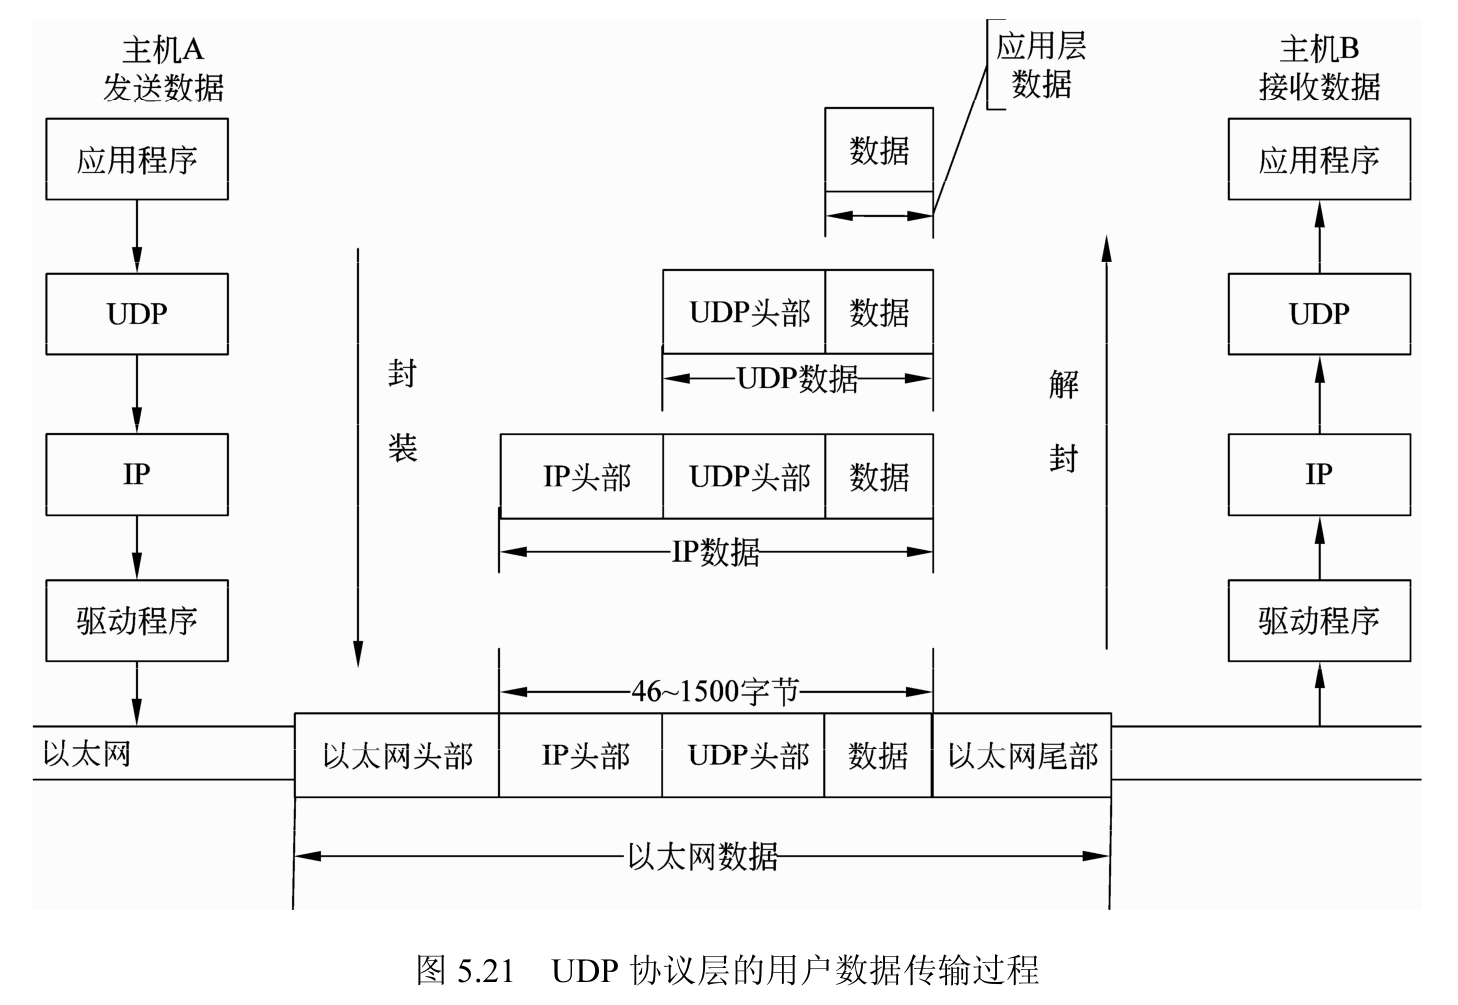 主机A
发送数据
应用程序
UDP
IP
驱动程序
以太网
封
装
应用层
数据
数据
UDP头部 数据
UDP数据
IP头部 UDP头部 数据
IP数据
46~1500字节
以太网头部 IP头部 UDP头部 数据 以太网尾部
以太网数据
解
封
主机B
接收数据
应用程序
UDP
IP
驱动程序
图 5.21 UDP 协议层的用户数据传输过程